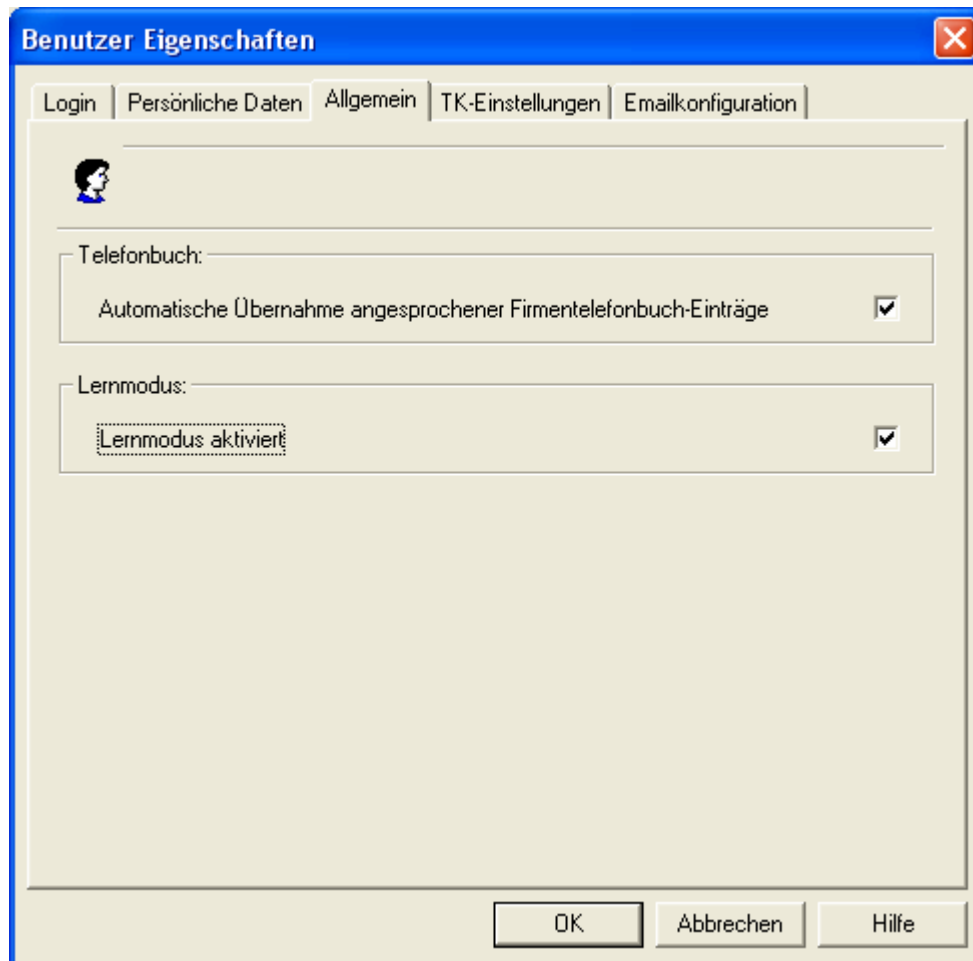 Benutzer Eigenschaften
Login Persönliche Daten Allgemein TK-Einstellungen Emailkonfiguration
Telefonbuch:
Automatische Übernahme angesprochener Firmentelefonbuch-Einträge
Lernmodus:
Lernmodus aktiviert
OK Abbrechen Hilfe